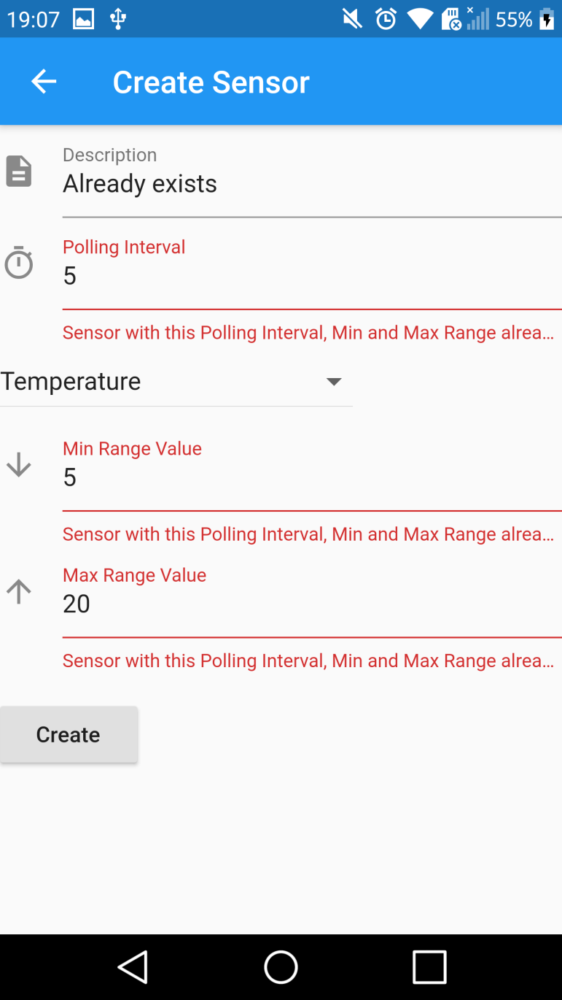 19:07 55%
Create Sensor
Description
Already exists
Polling Interval
5
Sensor with this Polling Interval, Min and Max Range alrea...
Temperature
Min Range Value
5
Sensor with this Polling Interval, Min and Max Range alrea...
Max Range Value
20
Sensor with this Polling Interval, Min and Max Range alrea...
Create